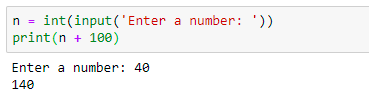 n = int(input('Enter a number: '))
print(n + 100)
Enter a number: 40
140